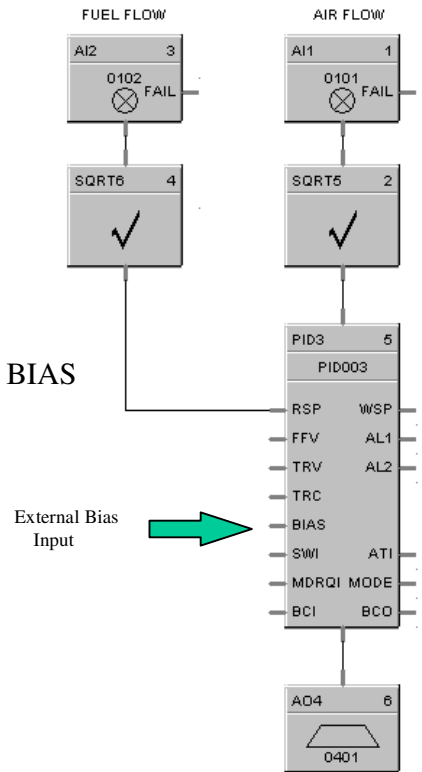 FUEL FLOW AIR FLOW
AI2 3
0102
FAIL
AI1 1
0101
FAIL
SQRT6 4
SQRT5 2
BIAS
PID3 5
PID003
RSP WSP
FFV AL1
TRV AL2
TRC
BIAS
SWI ATI
MDRQI MODE
BCI BCO
External Bias
Input
AO4 6
0401